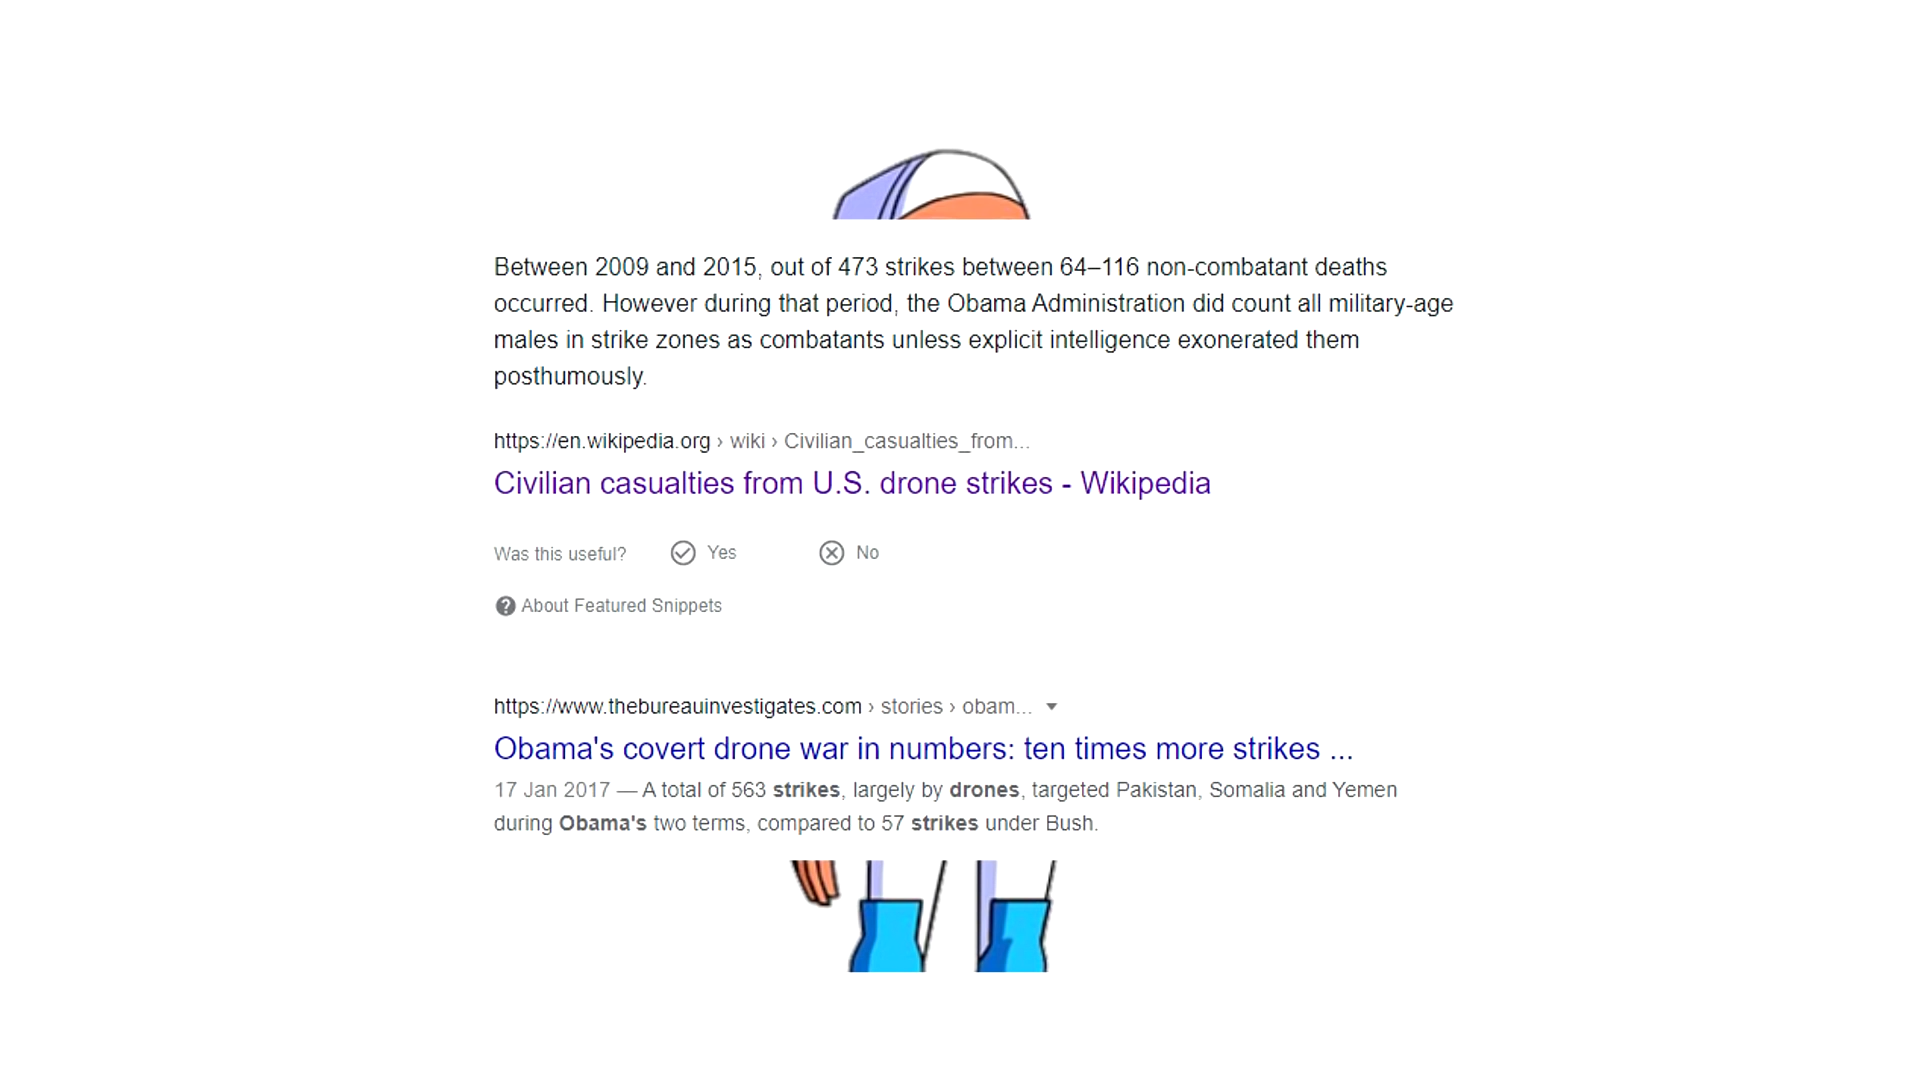 Between 2009 and 2015, out of 473 strikes between 64–116 non-combatant deaths
occurred. However during that period, the Obama Administration did count all military-age
males in strike zones as combatants unless explicit intelligence exonerated them
posthumously.
https://en.wikipedia.org › wiki › Civilian_casualties_from...
Civilian casualties from U.S. drone strikes - Wikipedia
Was this useful? Yes No
About Featured Snippets
https://www.thebureauinvestigates.com › stories › obam...
Obama's covert drone war in numbers: ten times more strikes ...
17 Jan 2017 — A total of 563 strikes, largely by drones, targeted Pakistan, Somalia and Yemen
during Obama's two terms, compared to 57 strikes under Bush.